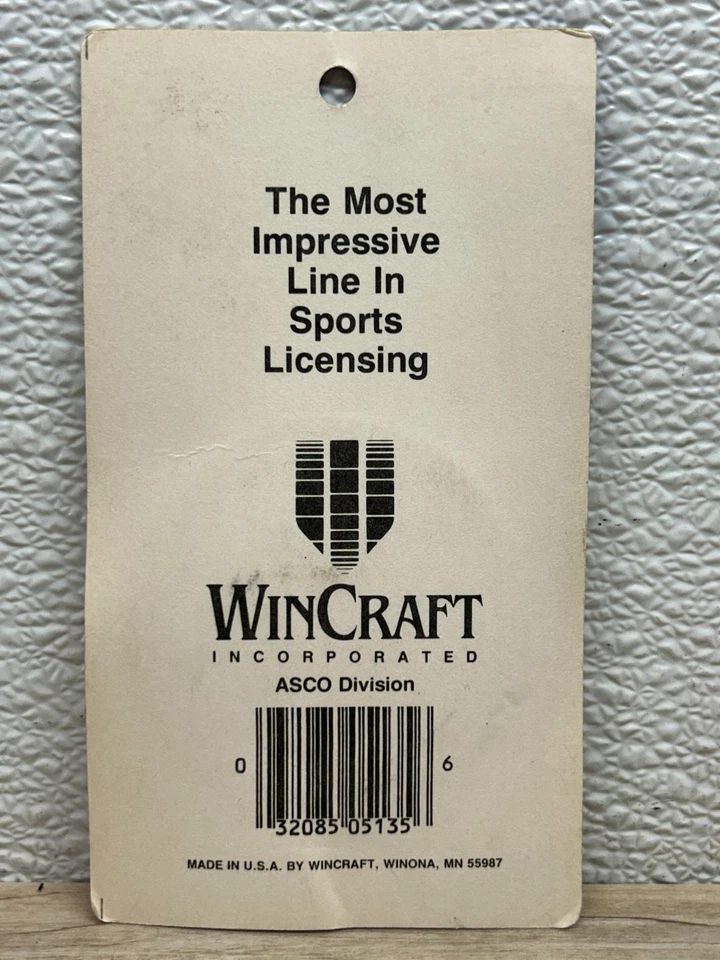 The Most
Impressive
Line In
Sports
Licensing
WINCRAFT
INCORPORATED
ASCO Division
0 32085 05135 6
MADE IN U.S.A. BY WINCRAFT, WINONA, MN 55987